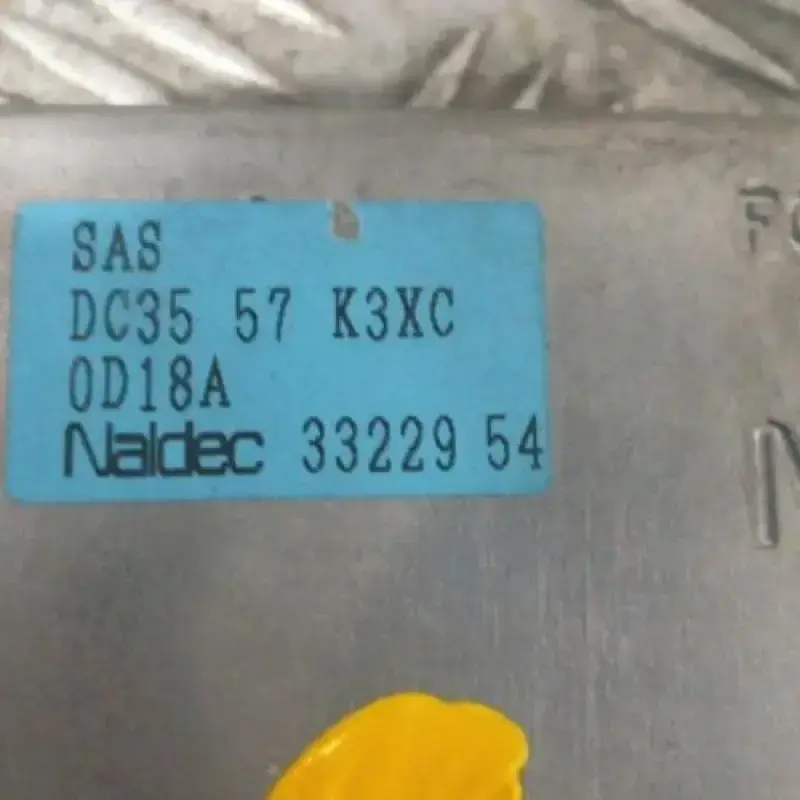 SAS
DC35 57 K3XC
0D18A
Naldec 33229 54